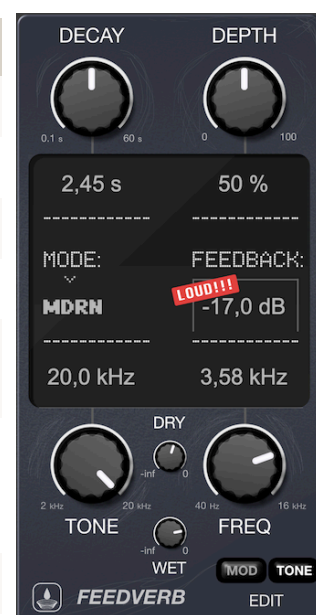 DECAY DEPTH
0.1 s 60 s 0 100
2,45 s 50 %
MODE: FEEDBACK:
LOUD!!!
MDRN -17,0 dB
20,0 kHz 3,58 kHz
DRY
-inf 0
2 kHz 20 kHz 40 Hz 16 kHz
TONE FREQ
-inf 0
WET
MOD TONE
FEEDVERB EDIT